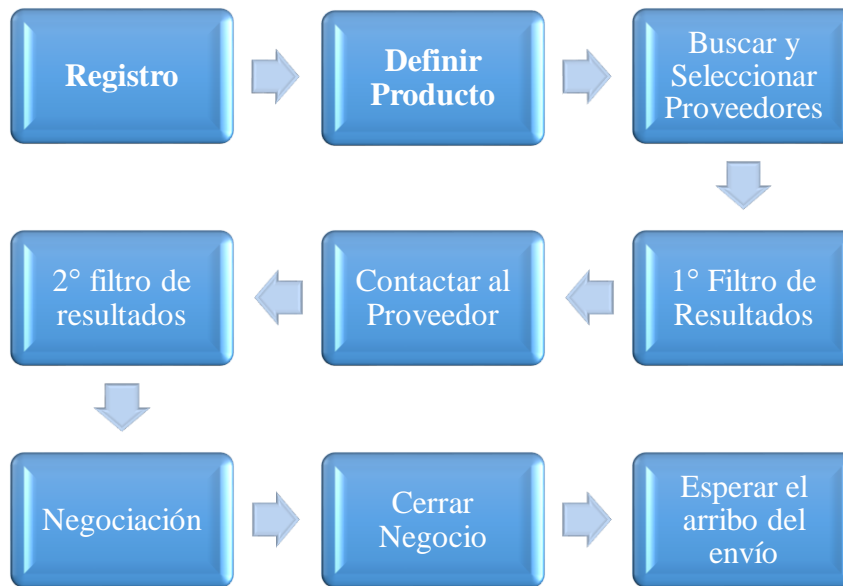 Registro
Definir
Producto
Buscar y
Seleccionar
Proveedores
1° Filtro de
Resultados
Contactar al
Proveedor
2° filtro de
resultados
Negociación
Cerrar
Negocio
Esperar el
arribo del
envío